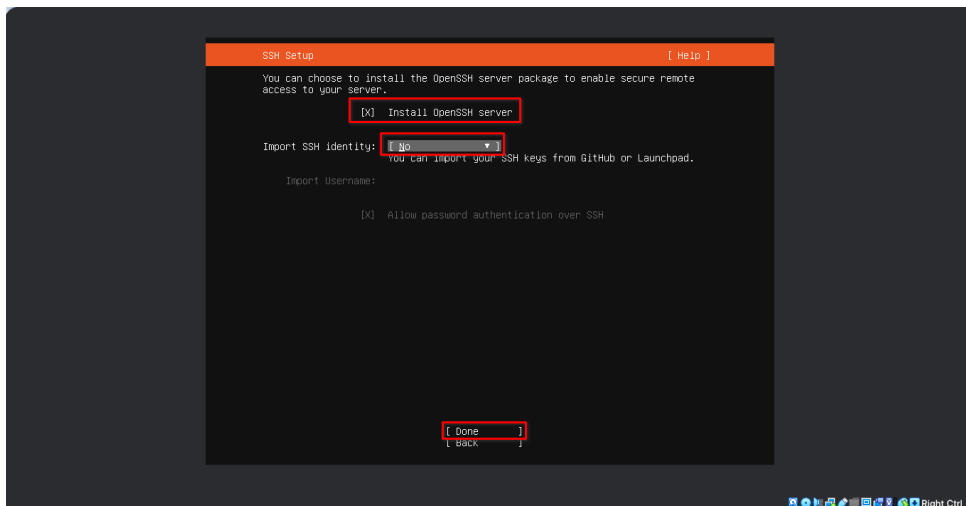 SSH Setup [ Help ]
You can choose to install the OpenSSH server package to enable secure remote
access to your server.
[X] Install OpenSSH server
Import SSH identity: [ No ▼ ]
You can import your SSH keys from GitHub or Launchpad.
Import Username:
[X] Allow password authentication over SSH
[ Done ]
[ Back ]
Right Ctrl